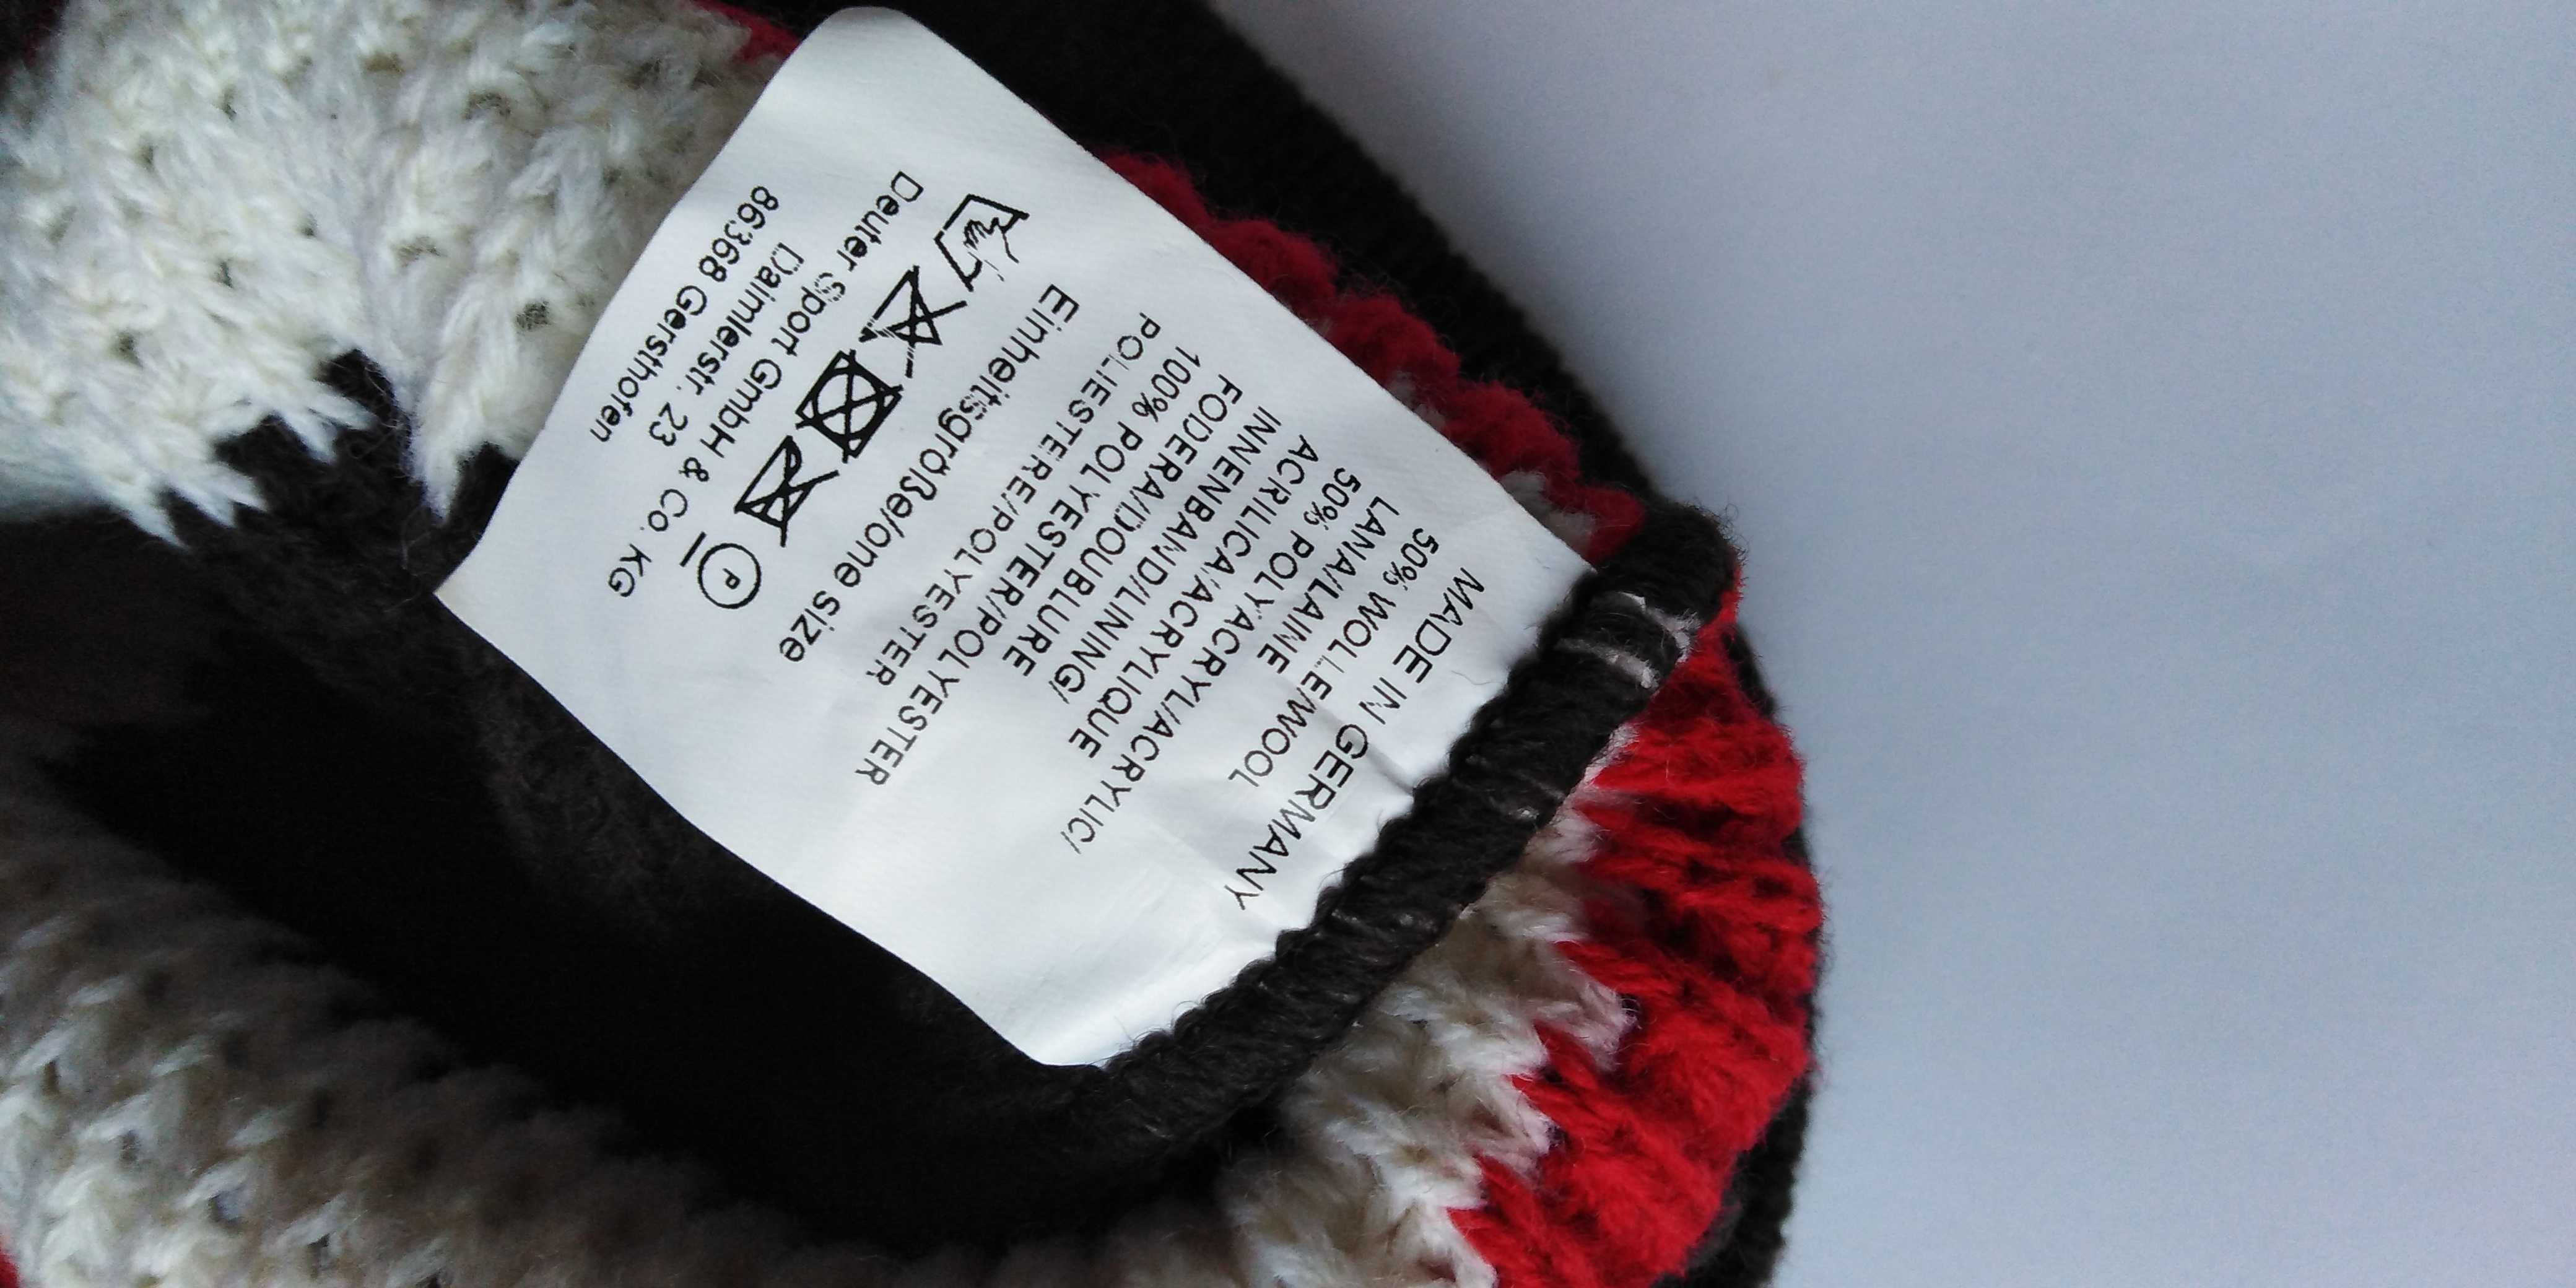 MADE IN GERMANY
50% WOLLE/WOOL
LANA/LAINE
50% POLYACRYL/ACRYLIC/
ACRILICA/ACRYLIQUE
INNENBAND/LINING/
FODERA/DOUBLURE
100% POLYESTER/POLYESTER
POLIESTERE/POLYESTER
Einheitsgröße/one size
P
Deuter Sport GmbH & Co. KG
Daimlerstr. 23
86368 Gersthofen